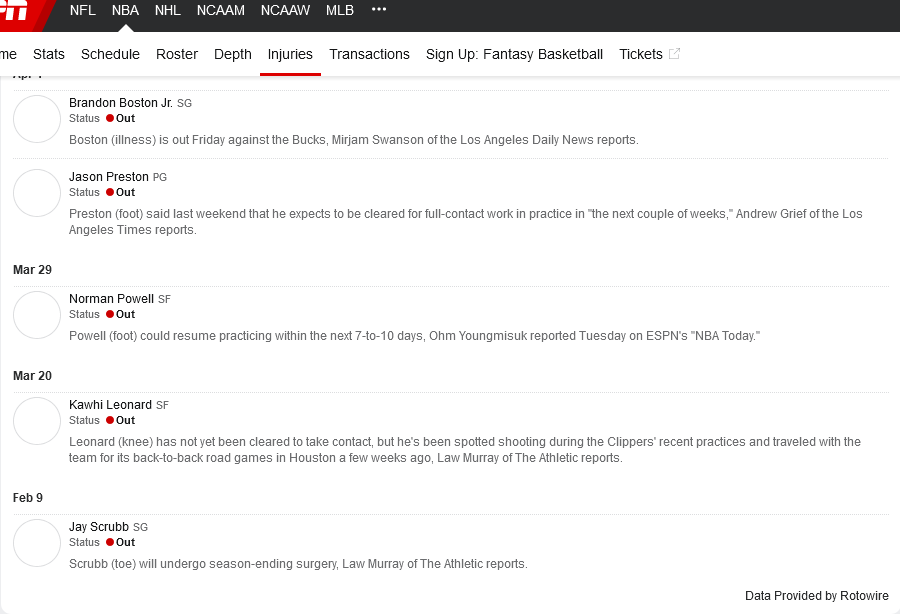 NFL NBA NHL NCAAM NCAAW MLB •••
me Stats Schedule Roster Depth Injuries Transactions Sign Up: Fantasy Basketball Tickets
Brandon Boston Jr. SG
Status Out
Boston (illness) is out Friday against the Bucks, Mirjam Swanson of the Los Angeles Daily News reports.
Jason Preston PG
Status Out
Preston (foot) said last weekend that he expects to be cleared for full-contact work in practice in "the next couple of weeks," Andrew Grief of the Los
Angeles Times reports.
Mar 29
Norman Powell SF
Status Out
Powell (foot) could resume practicing within the next 7-to-10 days, Ohm Youngmisuk reported Tuesday on ESPN's "NBA Today."
Mar 20
Kawhi Leonard SF
Status Out
Leonard (knee) has not yet been cleared to take contact, but he's been spotted shooting during the Clippers' recent practices and traveled with the
team for its back-to-back road games in Houston a few weeks ago, Law Murray of The Athletic reports.
Feb 9
Jay Scrubb SG
Status Out
Scrubb (toe) will undergo season-ending surgery, Law Murray of The Athletic reports.
Data Provided by Rotowire